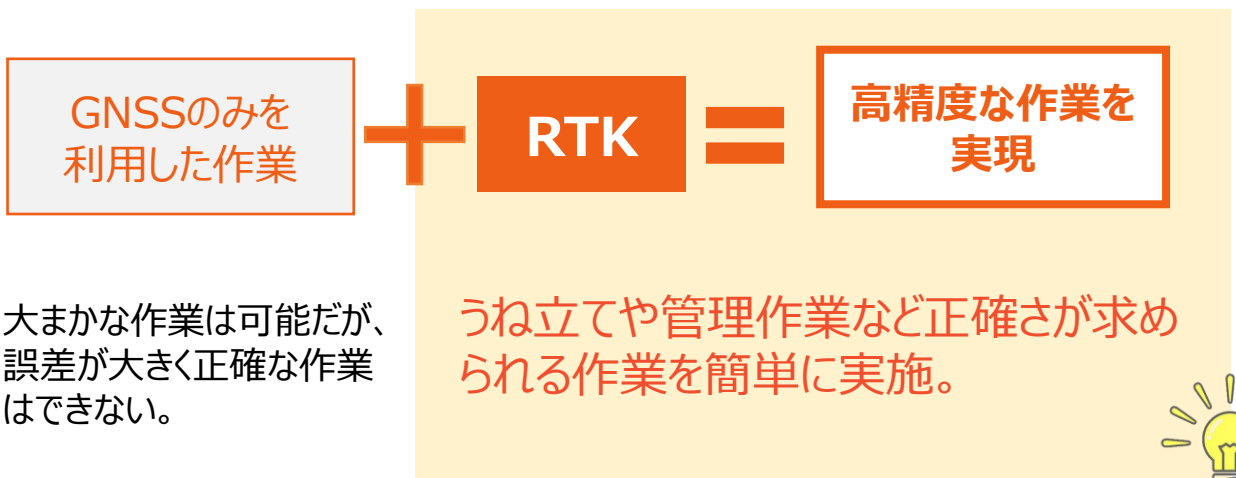 GNSSのみを
利用した作業
RTK
高精度な作業を
実現
大まかな作業は可能だが、
誤差が大きく正確な作業
はできない。
うね立てや管理作業など正確さが求め
られる作業を簡単に実施。